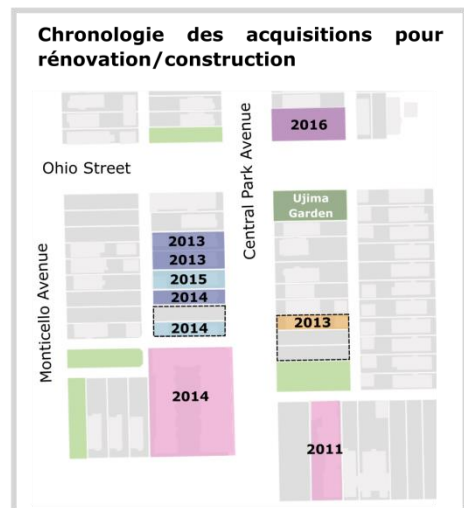 Chronologie des acquisitions pour
rénovation/construction
2016
Central Park Avenue
Ohio Street
Ujima
Garden
Monticello Avenue
2013
2013
2015
2014
2014
2013
2014
2011